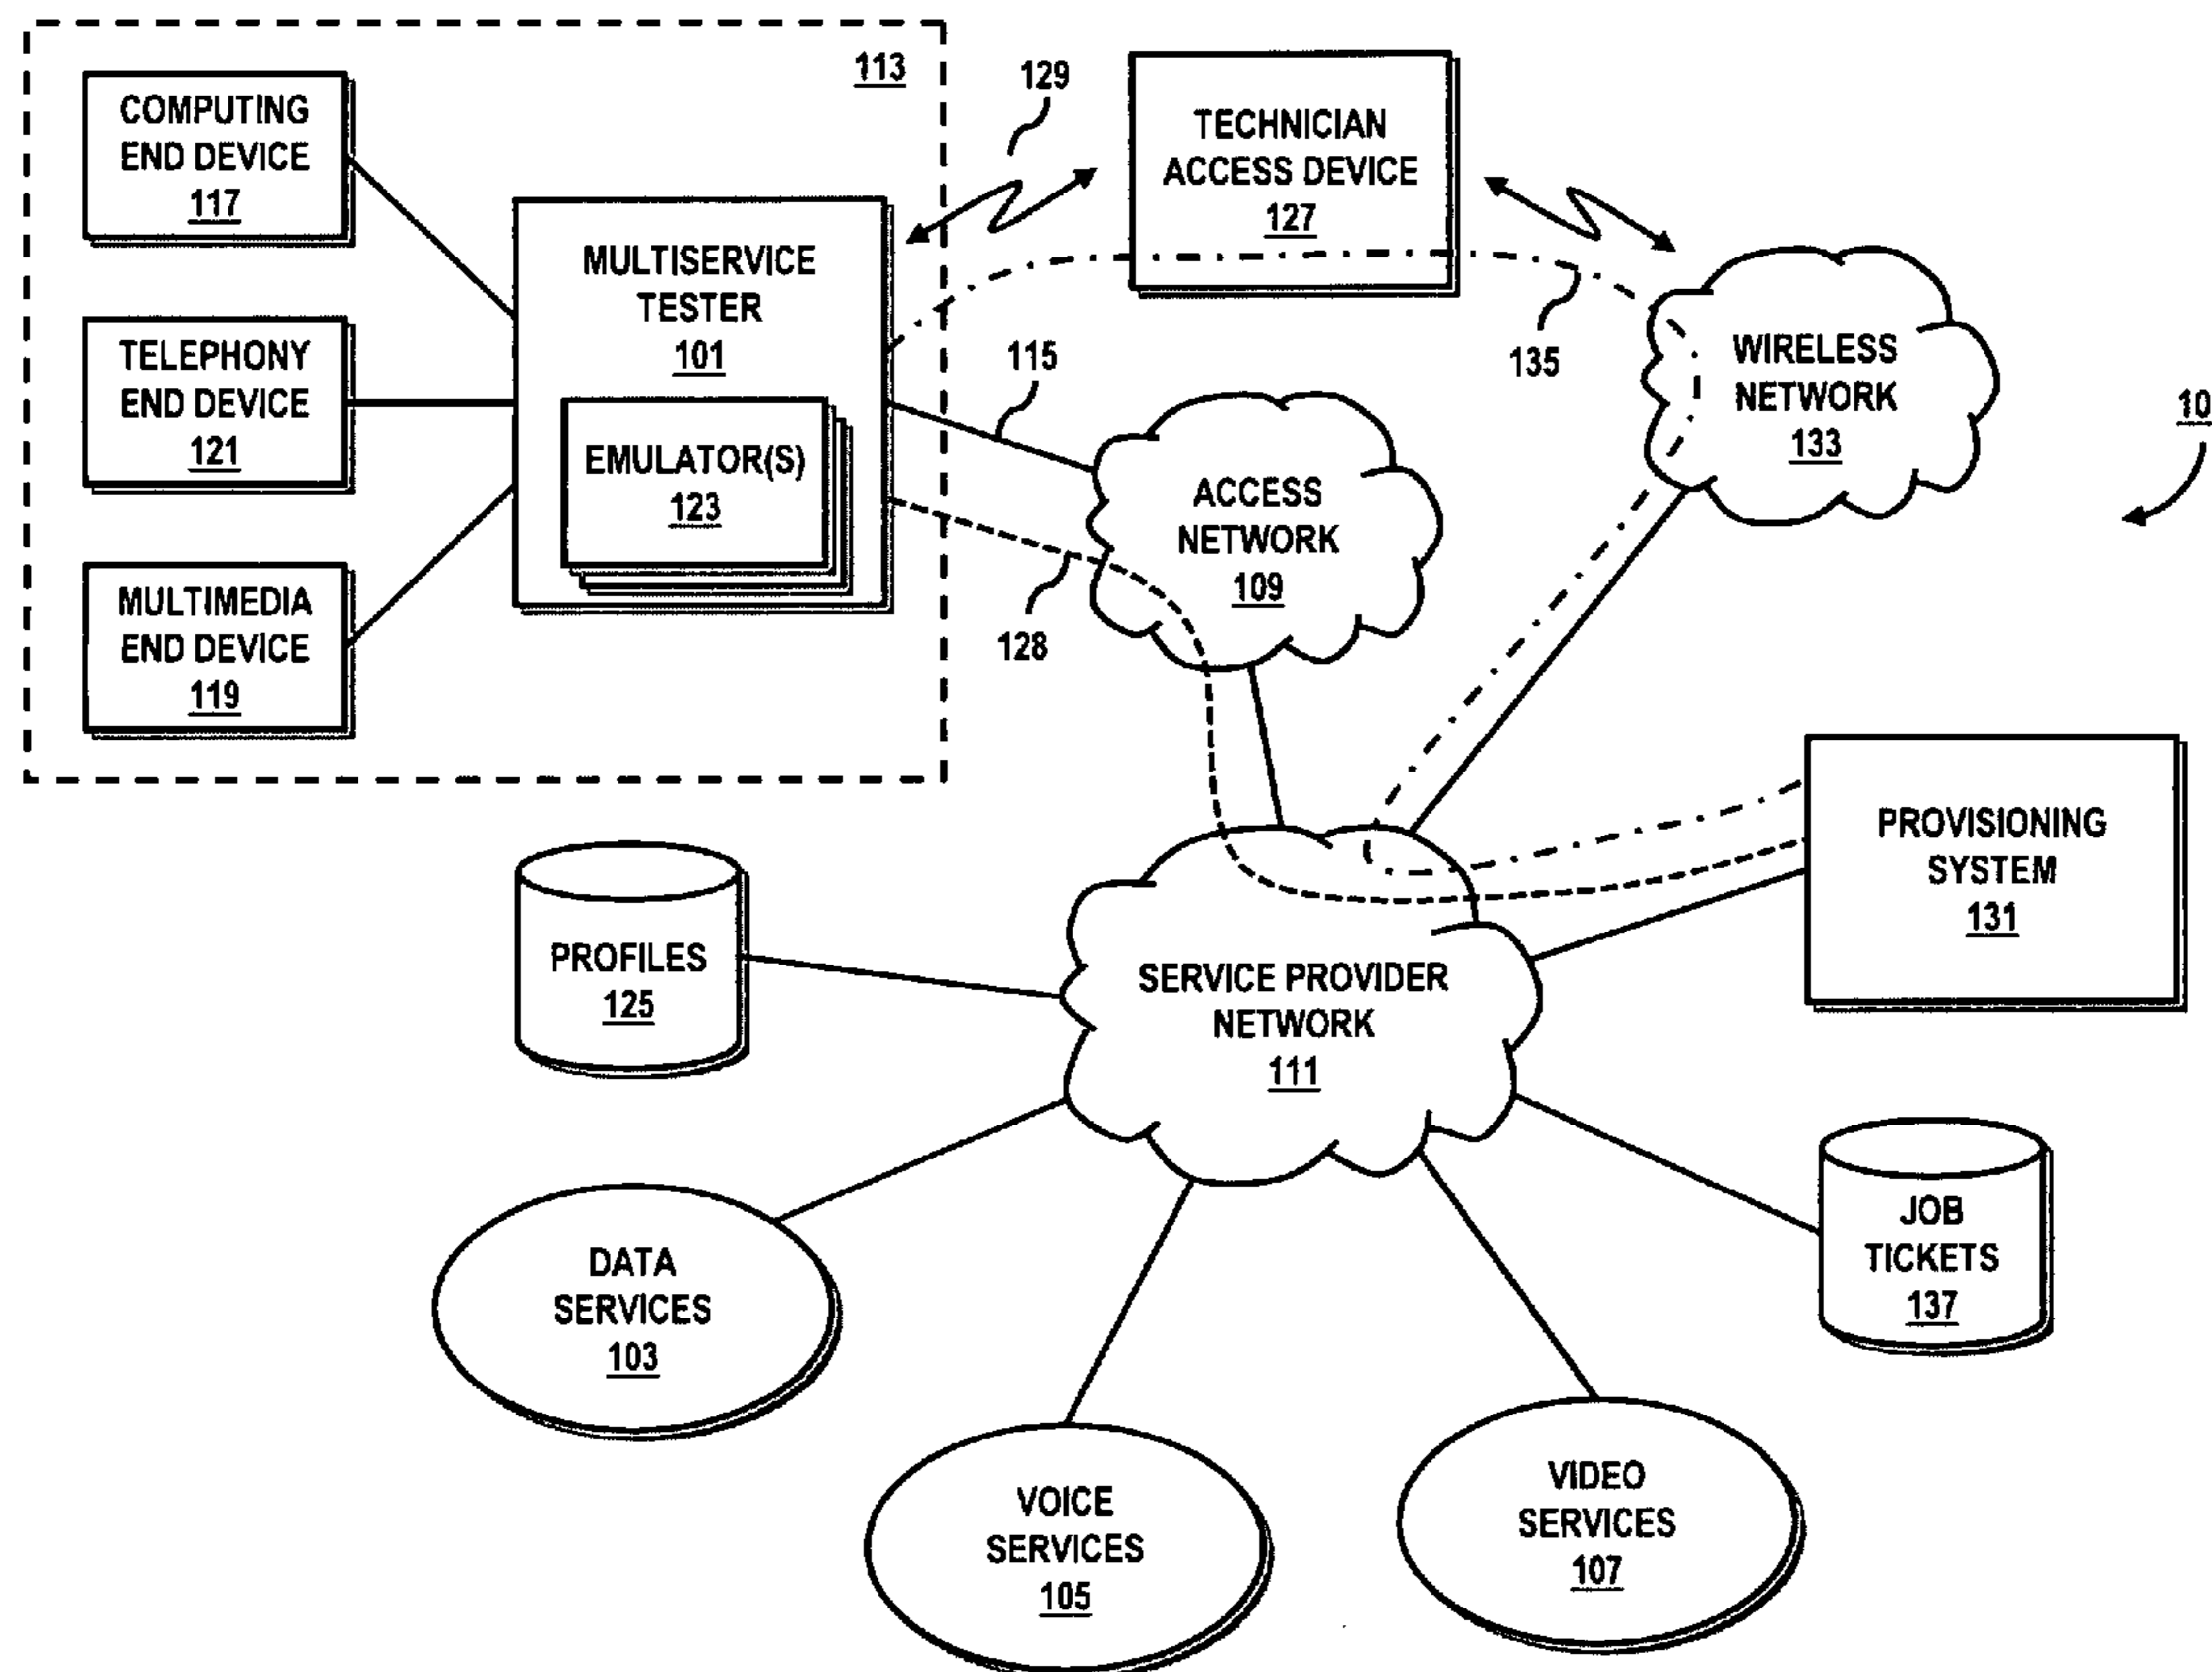 113
COMPUTING
END DEVICE
117
TELEPHONY
END DEVICE
121
MULTIMEDIA
END DEVICE
119
MULTISERVICE
TESTER
101
EMULATOR(S)
123
129
TECHNICIAN
ACCESS DEVICE
127
135
115
128
ACCESS
NETWORK
109
WIRELESS
NETWORK
133
10
PROVISIONING
SYSTEM
131
PROFILES
125
SERVICE PROVIDER
NETWORK
111
JOB
TICKETS
137
DATA
SERVICES
103
VOICE
SERVICES
105
VIDEO
SERVICES
107